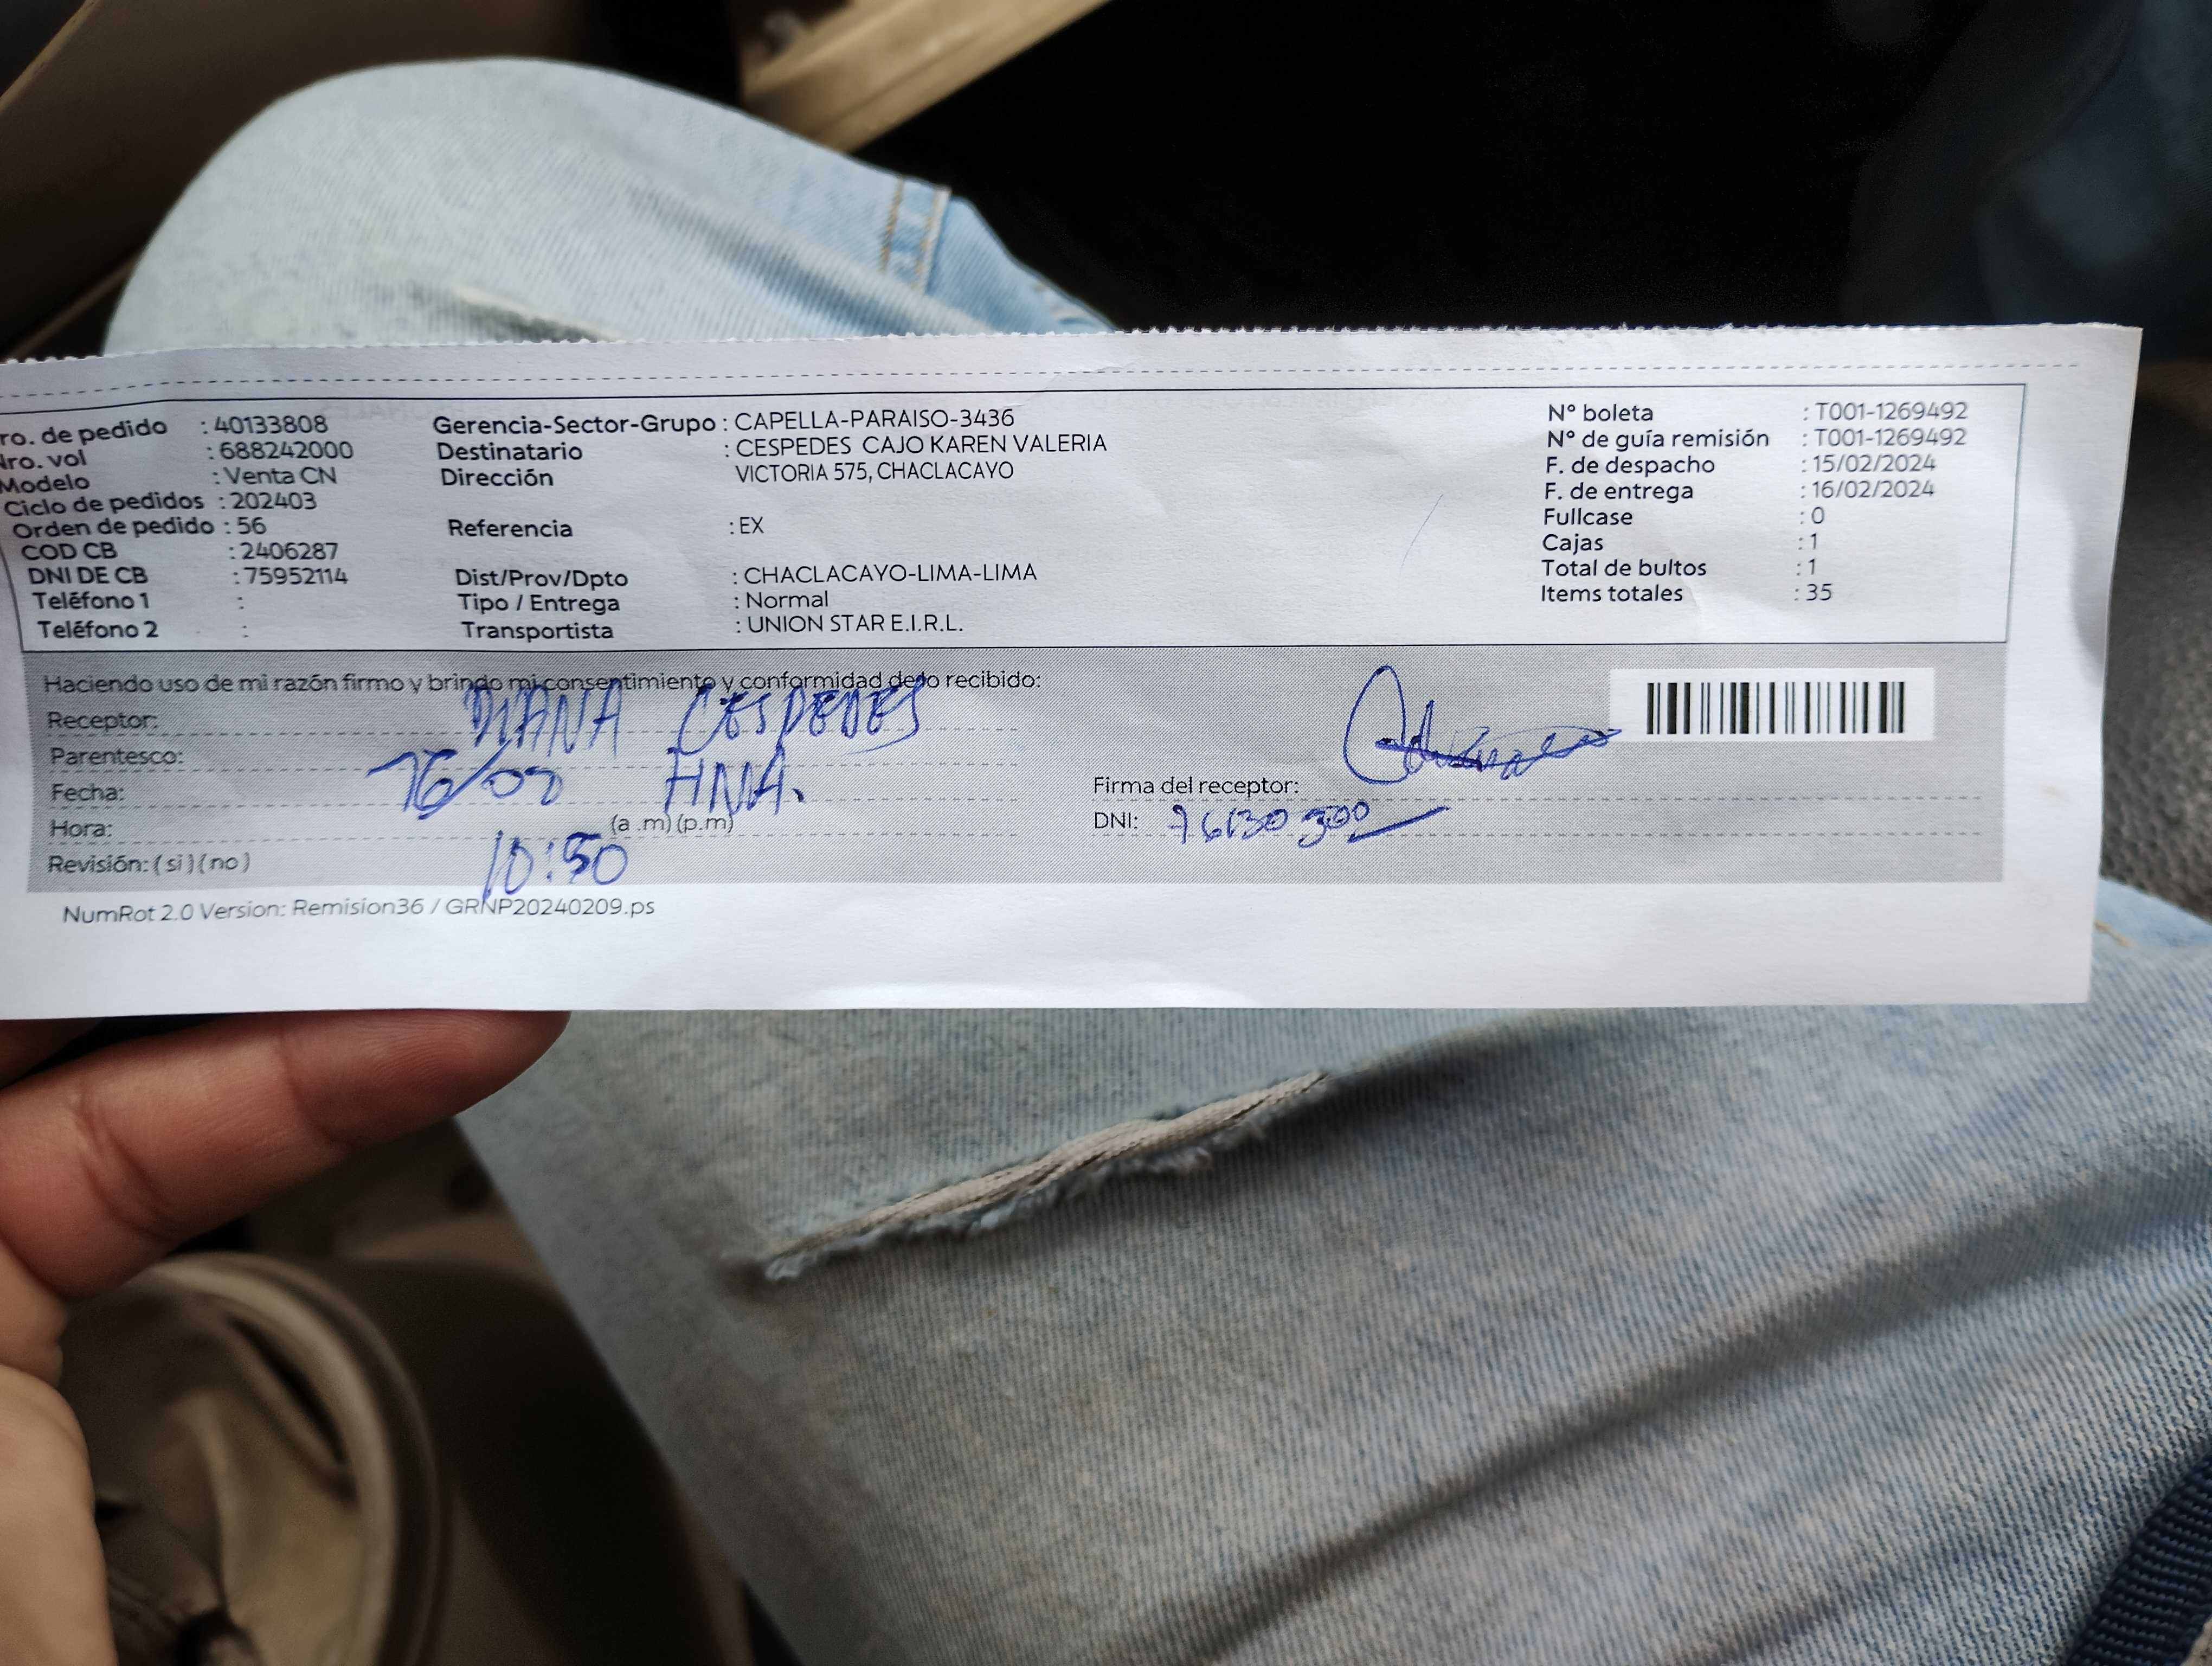 ro. de pedido : 40133808
Nro. vol : 688242000
Modelo : Venta CN
Ciclo de pedidos : 202403
Orden de pedido : 56
COD CB : 2406287
DNI DE CB : 75952114
Teléfono 1 :
Teléfono 2 :
Gerencia-Sector-Grupo : CAPELLA-PARAISO-3436
Destinatario : CESPEDES CAJO KAREN VALERIA
Dirección VICTORIA 575, CHACLACAYO
Referencia : EX
Dist/Prov/Dpto : CHACLACAYO-LIMA-LIMA
Tipo / Entrega : Normal
Transportista : UNION STAR E.I.R.L.
N° boleta : T001-1269492
N° de guía remisión : T001-1269492
F. de despacho : 15/02/2024
F. de entrega : 16/02/2024
Fullcase : 0
Cajas : 1
Total de bultos : 1
Items totales : 35
Haciendo uso de mi razón firmo y brindo mi consentimiento y conformidad de lo recibido:
Receptor: DIANA CESPEDES
Parentesco: HNA.
Fecha: 16/02
Hora: 10:50 (a .m) (p.m)
Revisión: ( si ) ( no )
Firma del receptor:
DNI: 76130300
NumRot 2.0 Version: Remision36 / GRNP20240209.ps